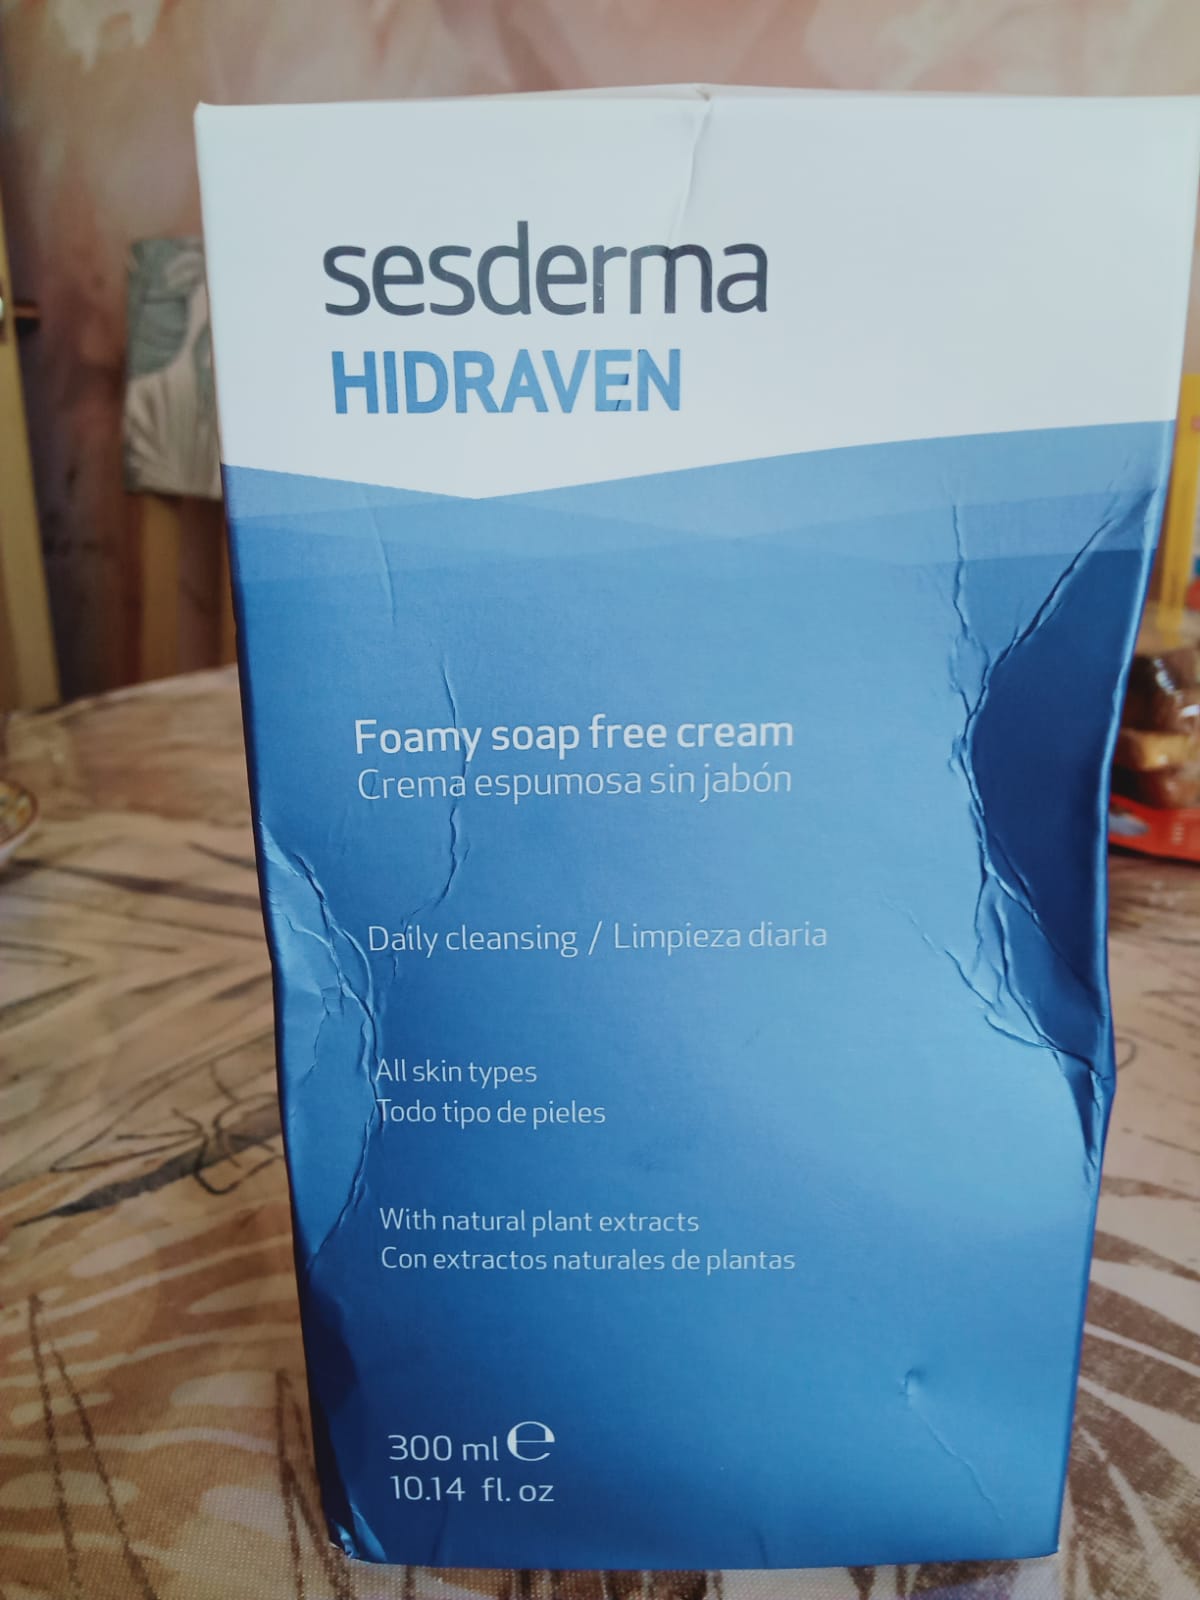 sesderma
HIDRAVEN
Foamy soap free cream
Crema espumosa sin jabón
Daily cleansing / Limpieza diaria
All skin types
Todo tipo de pieles
With natural plant extracts
Con extractos naturales de plantas
300 ml ℮
10.14 fl. oz